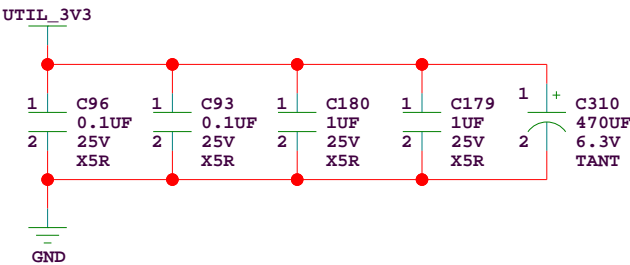 UTIL_3V3
1 C96
0.1UF
2 25V
X5R
1 C93
0.1UF
2 25V
X5R
1 C180
1UF
2 25V
X5R
1 C179
1UF
2 25V
X5R
1 + C310
470UF
2 6.3V
TANT
GND